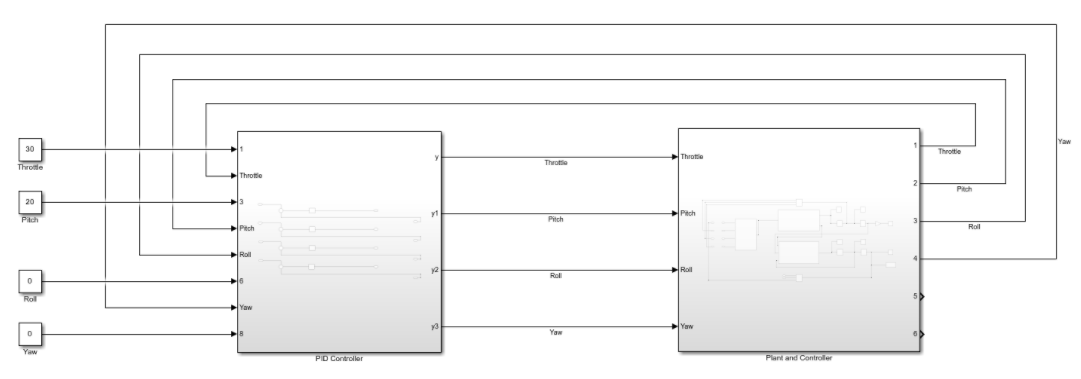 Yaw
30
Throttle
20
Pitch
0
Roll
0
Yaw
1
Throttle
3
Pitch
Roll
6
Yaw
8
y
y1
y2
y3
PID Controller
Throttle
Pitch
Roll
Yaw
Throttle
Pitch
Roll
Yaw
1
2
3
4
5
6
Plant and Controller
Throttle
Pitch
Roll